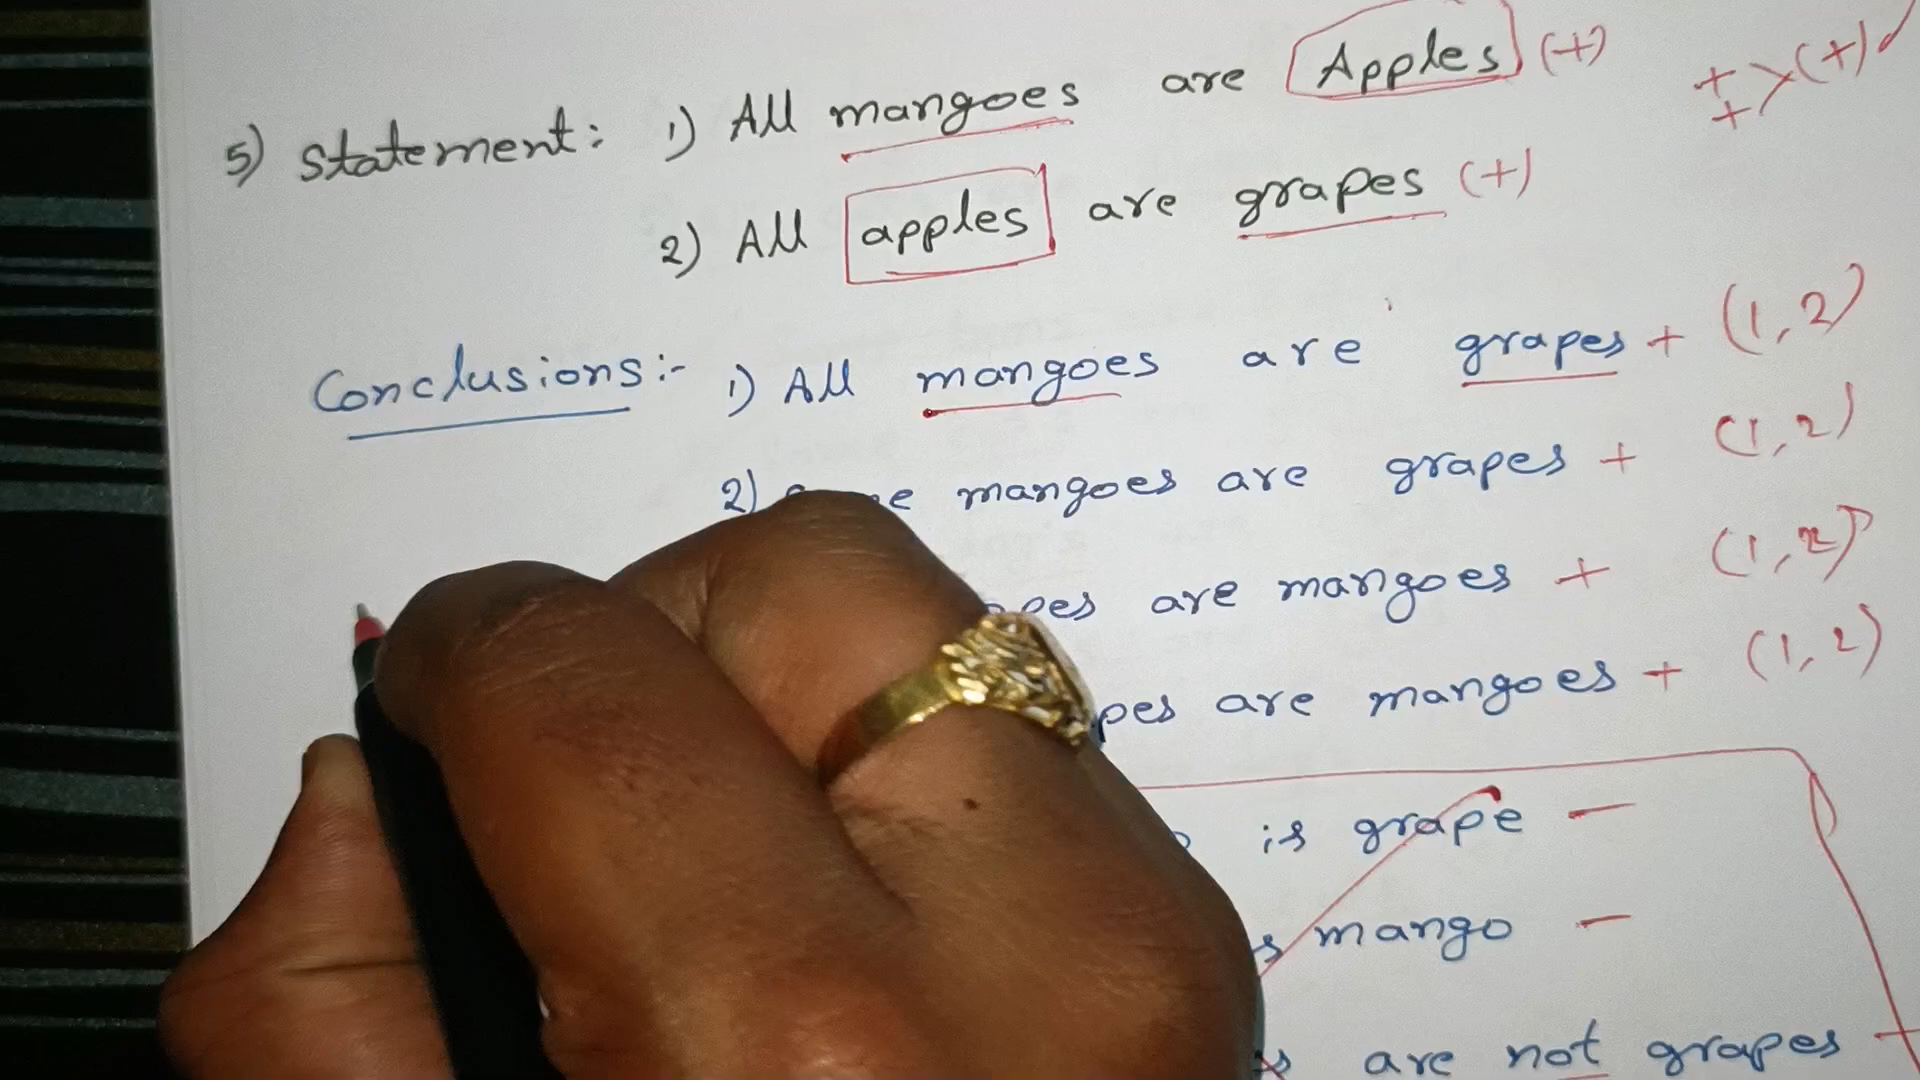 5) Statement: 1) All mangoes are Apples (+)
+ + > (+) ✓
2) All apples are grapes (+)
Conclusions:- 1) All mangoes are grapes + (1,2)
2) mangoes are grapes + (1,2)
are mangoes + (1,2)
are mangoes + (1,2)
is grape -
mango -
are not grapes +